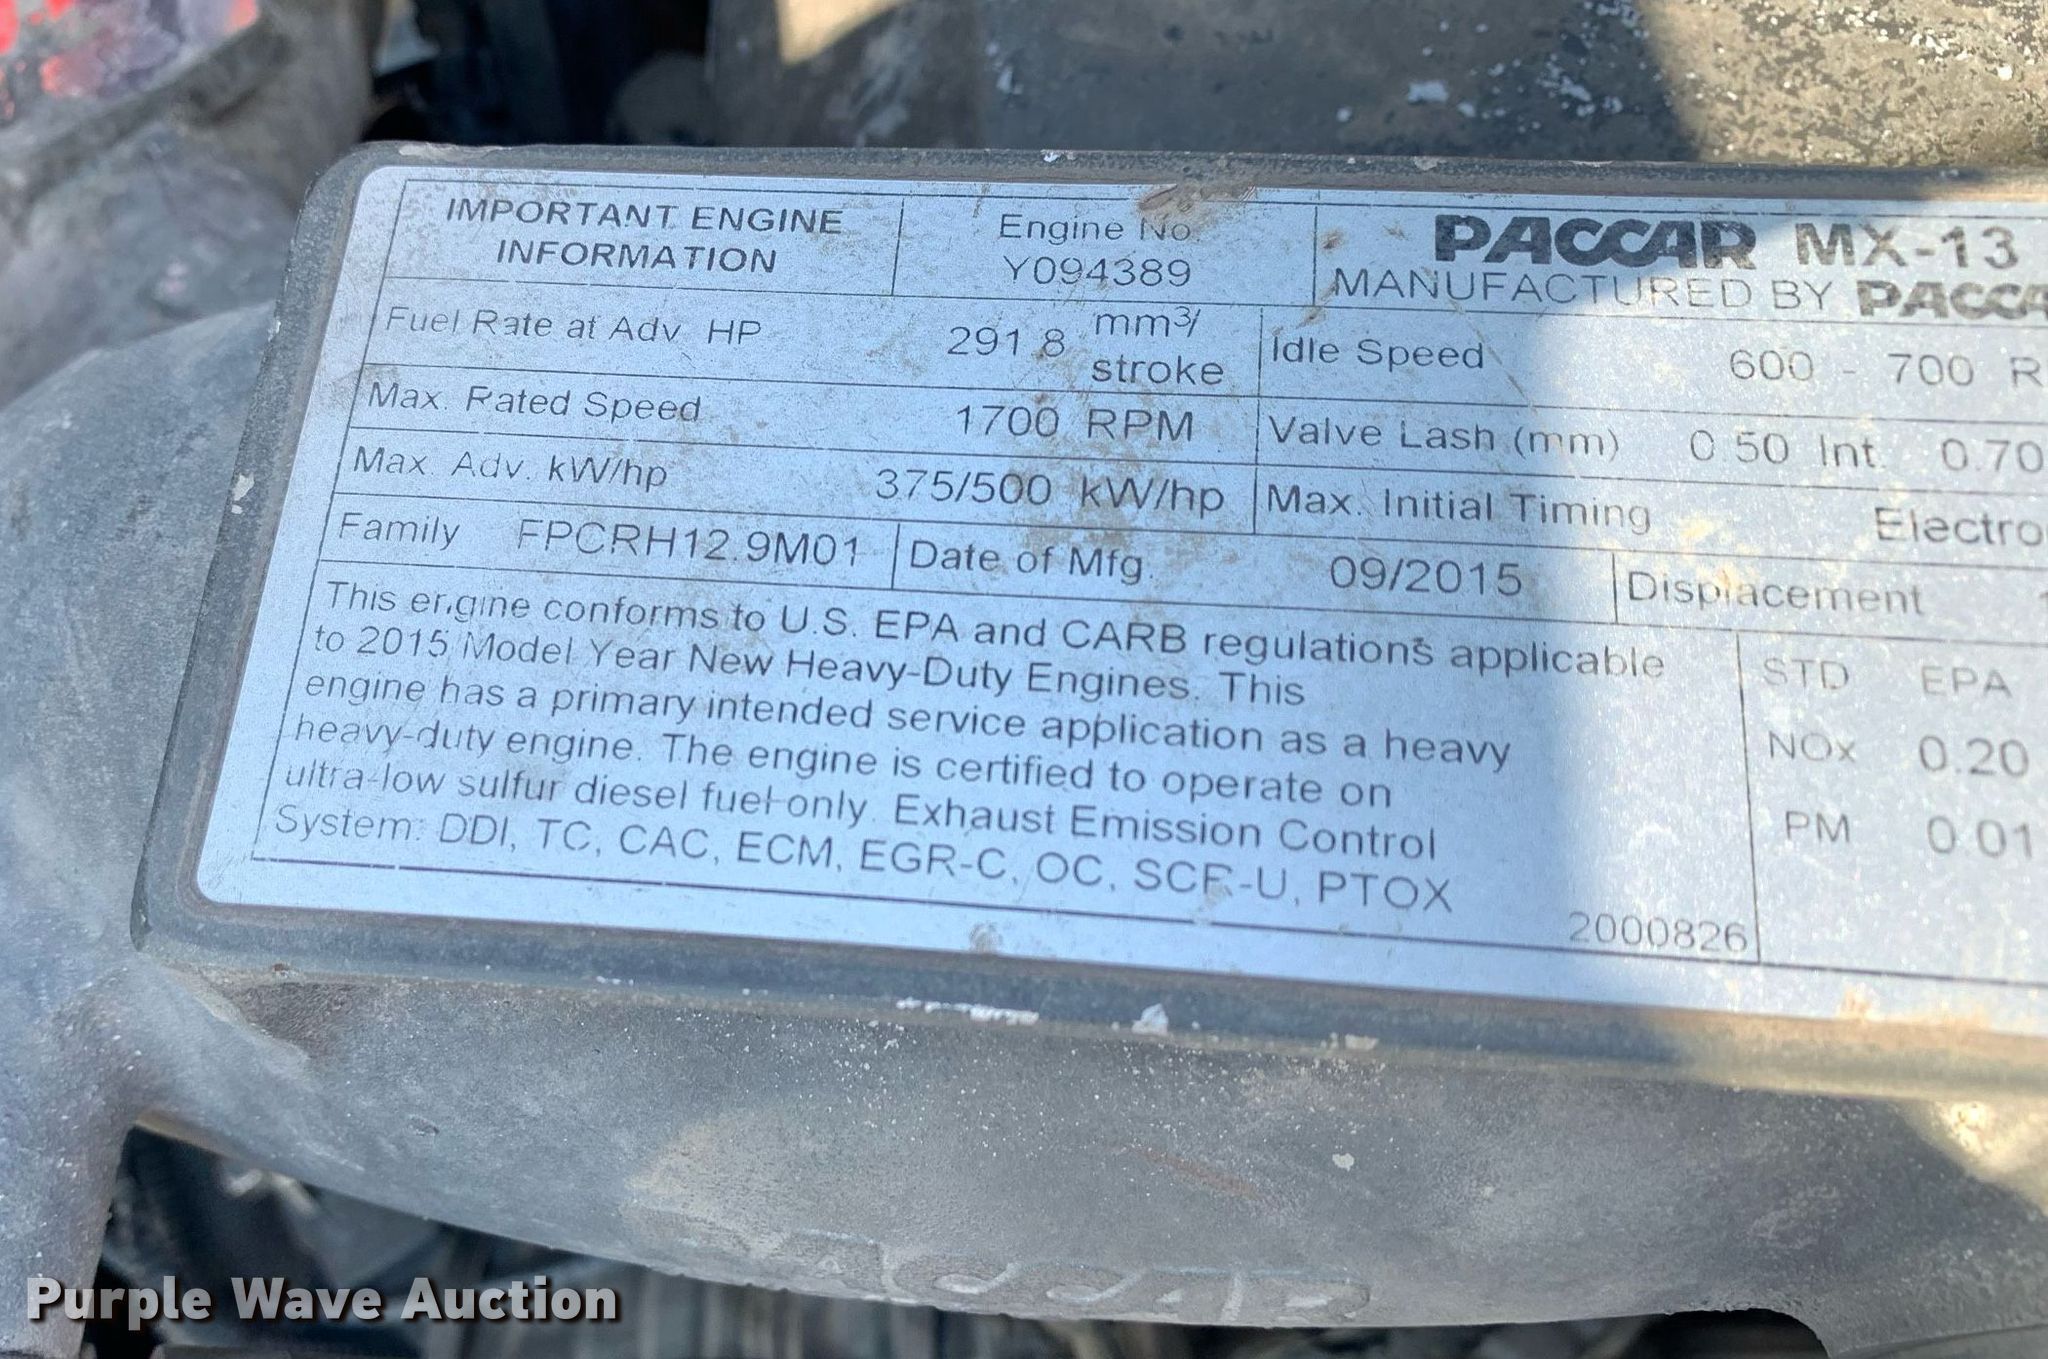 IMPORTANT ENGINE
INFORMATION
Engine No.
Y094389
PACCAR MX-13
MANUFACTURED BY PACCA
Fuel Rate at Adv. HP 291.8 mm³/
stroke
Idle Speed 600 - 700 R
Max. Rated Speed 1700 RPM
Valve Lash (mm) 0.50 Int. 0.70
Max. Adv. kW/hp 375/500 kW/hp
Max. Initial Timing Electro
Family FPCRH12.9M01
Date of Mfg. 09/2015
Displacement
This engine conforms to U.S. EPA and CARB regulations applicable
to 2015 Model Year New Heavy-Duty Engines. This
engine has a primary intended service application as a heavy
heavy-duty engine. The engine is certified to operate on
ultra-low sulfur diesel fuel only. Exhaust Emission Control
System: DDI, TC, CAC, ECM, EGR-C, OC, SCR-U, PTOX
STD EPA
NOx 0.20
PM 0.01
2000826
Purple Wave Auction